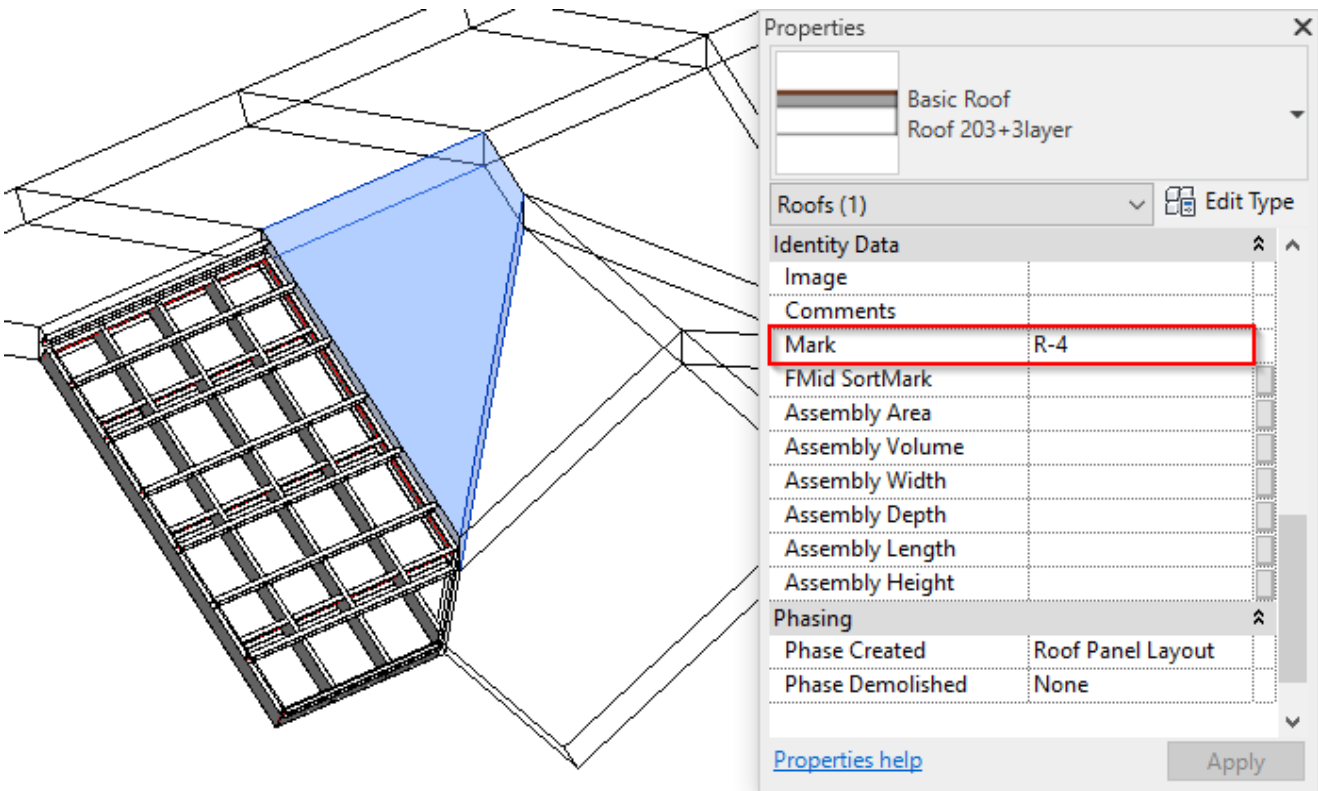 Properties
Basic Roof
Roof 203+3layer
Roofs (1)
Edit Type
Identity Data
Image
Comments
Mark R-4
FMid SortMark
Assembly Area
Assembly Volume
Assembly Width
Assembly Depth
Assembly Length
Assembly Height
Phasing
Phase Created Roof Panel Layout
Phase Demolished None
Properties help
Apply